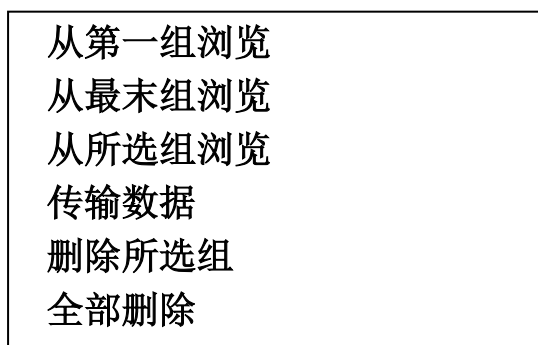 从第一组浏览
从最末组浏览
从所选组浏览
传输数据
删除所选组
全部删除